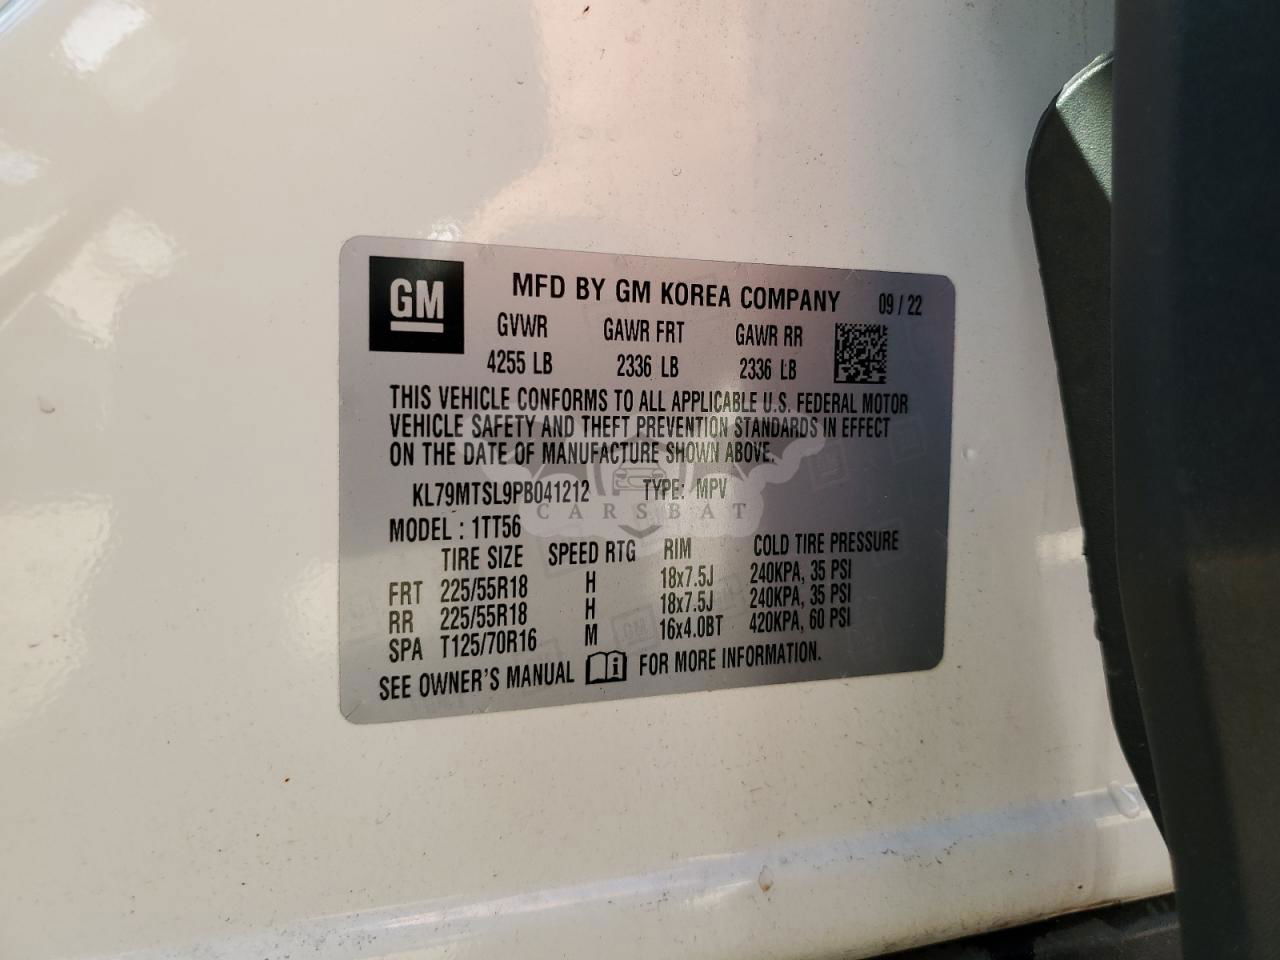 GM
MFD BY GM KOREA COMPANY 09 / 22
GVWR GAWR FRT GAWR RR
4255 LB 2336 LB 2336 LB
THIS VEHICLE CONFORMS TO ALL APPLICABLE U.S. FEDERAL MOTOR
VEHICLE SAFETY AND THEFT PREVENTION STANDARDS IN EFFECT
ON THE DATE OF MANUFACTURE SHOWN ABOVE.
KL79MTSL9PB041212 TYPE: MPV
CARSBAT
MODEL : 1TT56
TIRE SIZE SPEED RTG RIM COLD TIRE PRESSURE
FRT 225/55R18 H 18x7.5J 240KPA, 35 PSI
RR 225/55R18 H 18x7.5J 240KPA, 35 PSI
SPA T125/70R16 M 16x4.0BT 420KPA, 60 PSI
SEE OWNER'S MANUAL i FOR MORE INFORMATION.